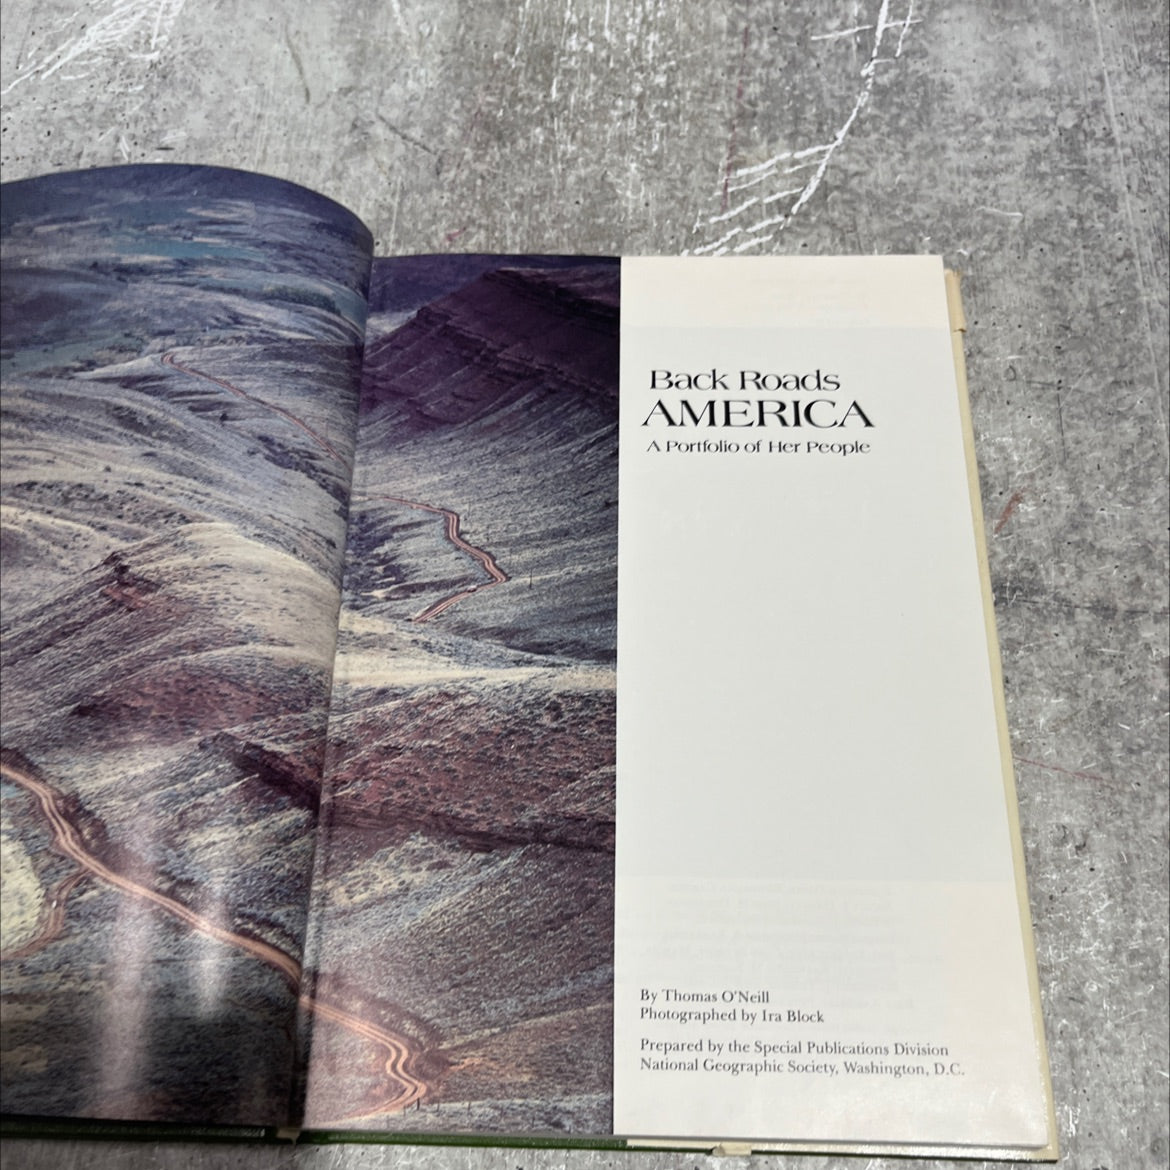 Back Roads
AMERICA
A Portfolio of Her People
By Thomas O'Neill
Photographed by Ira Block
Prepared by the Special Publications Division
National Geographic Society, Washington, D.C.